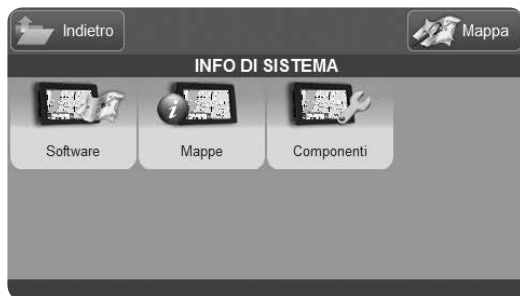 Indietro
Mappa
INFO DI SISTEMA
Software
Mappe
Componenti